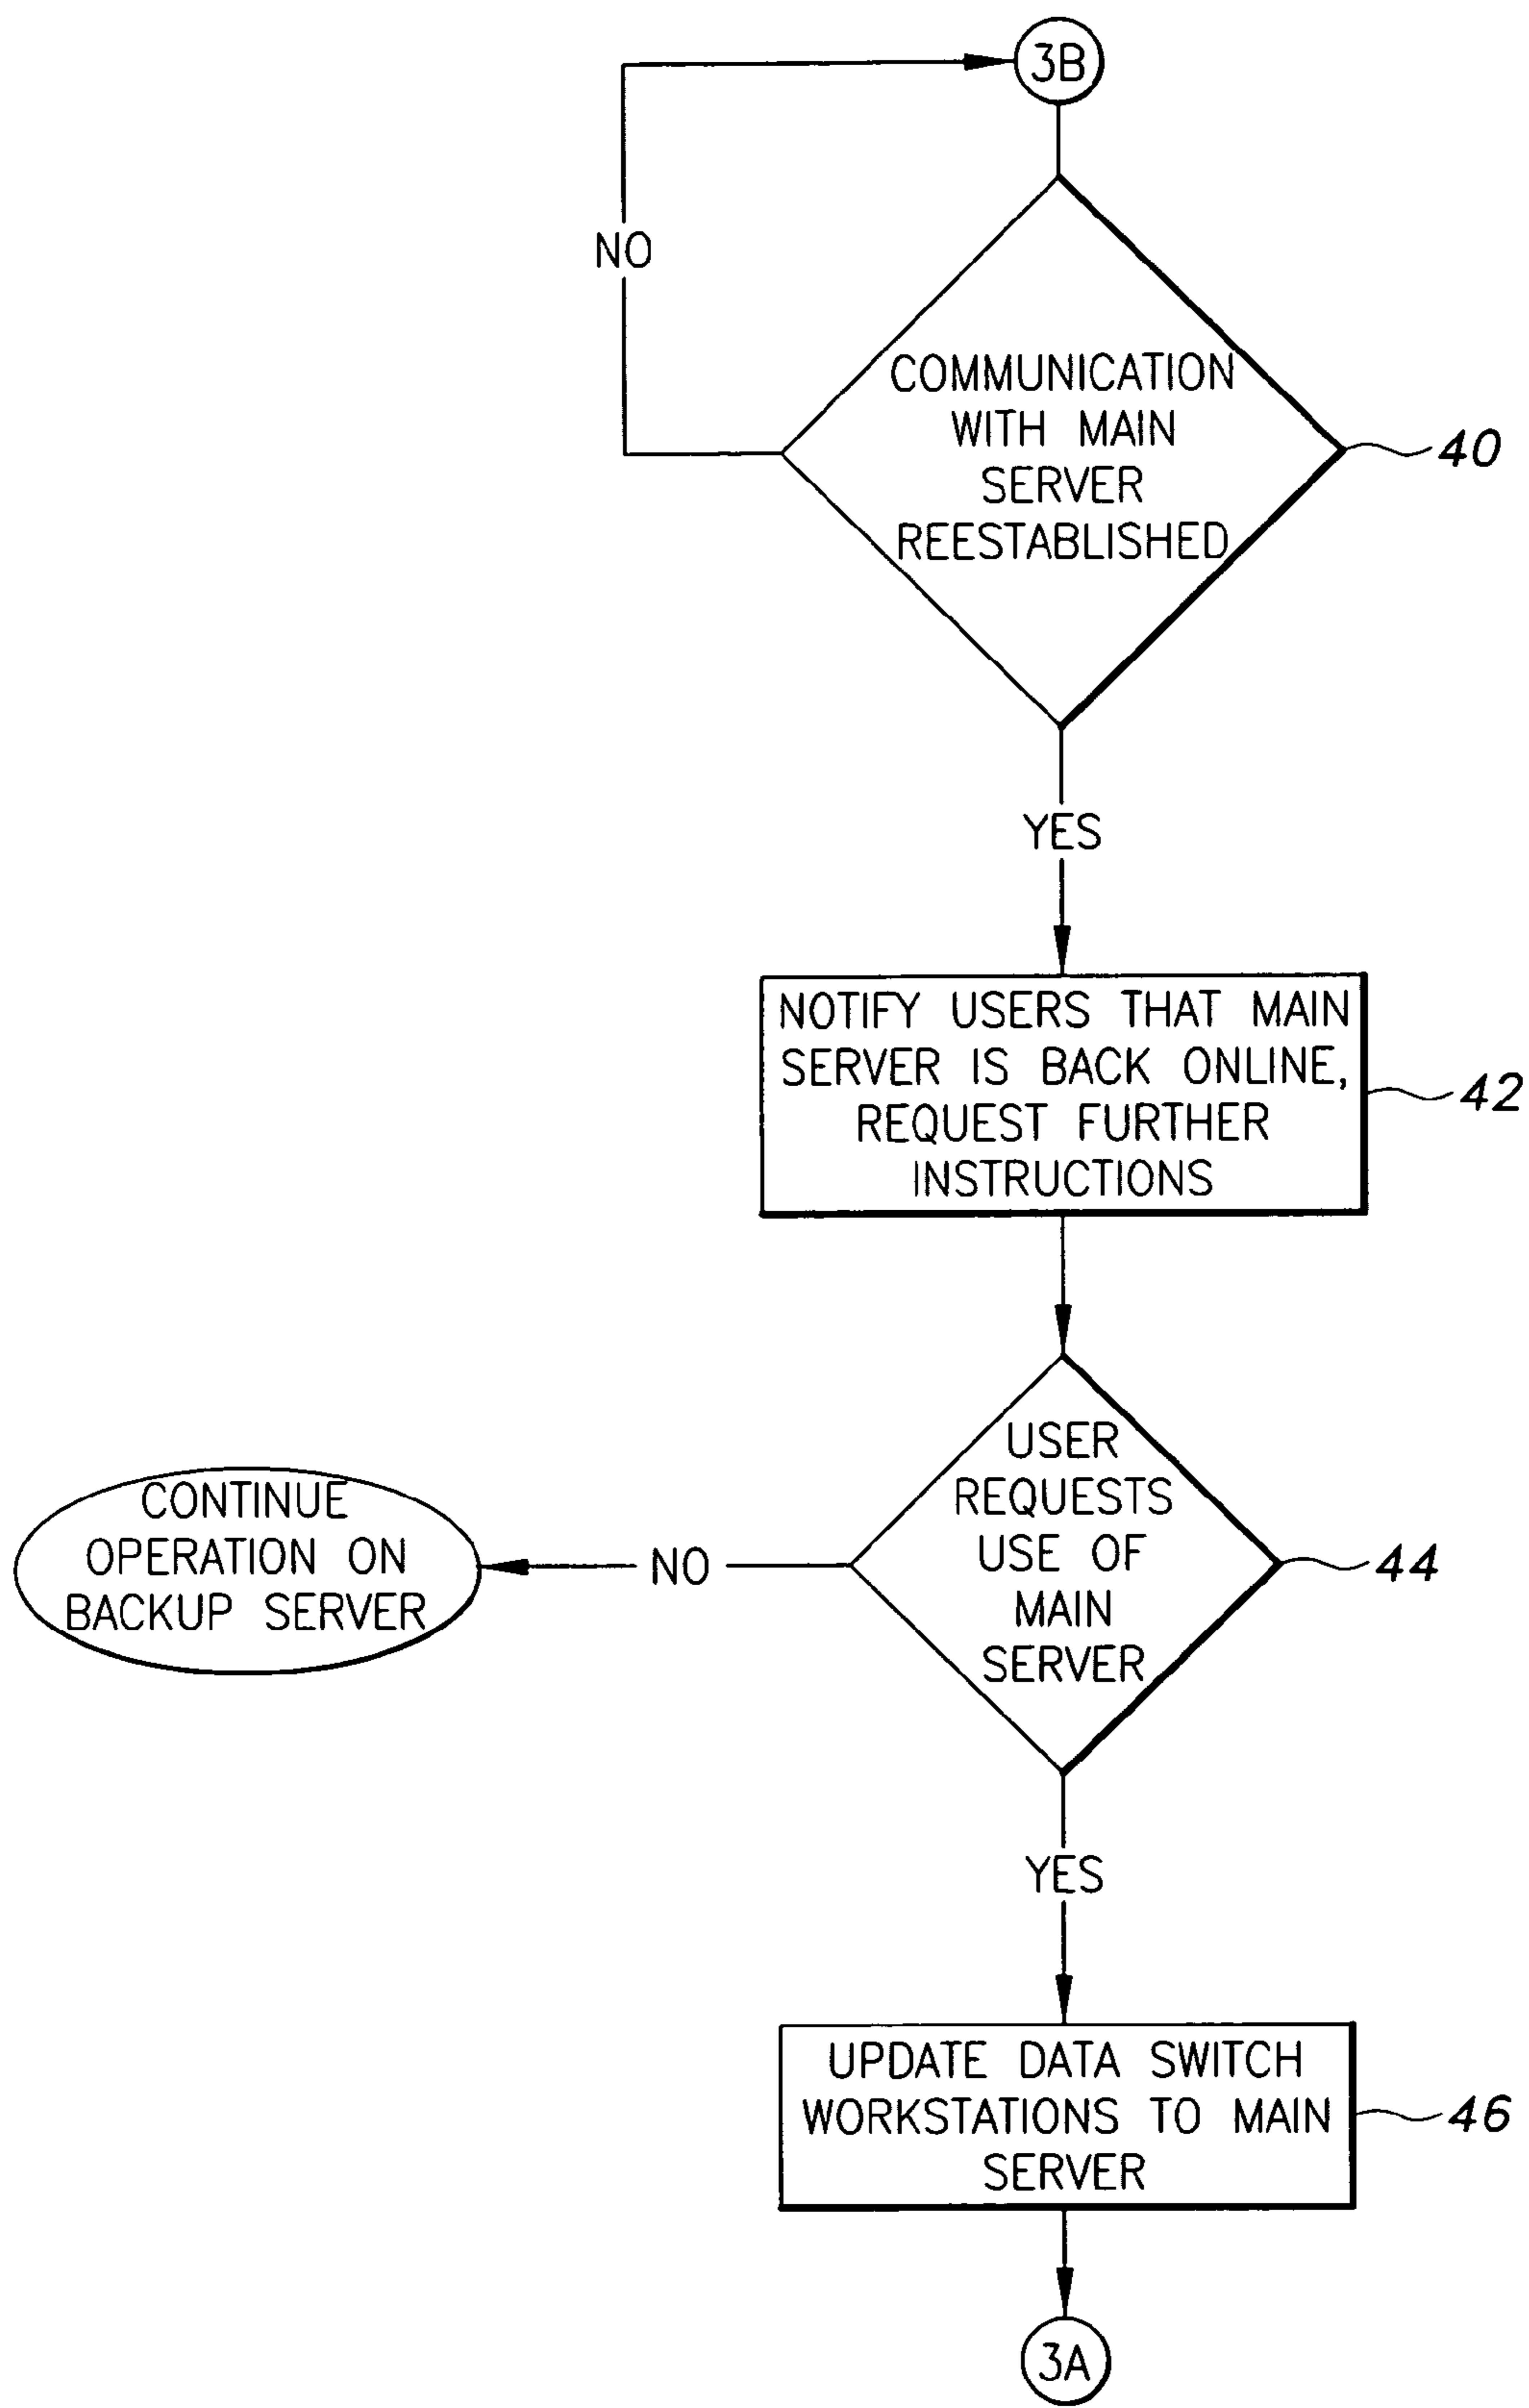 3B
NO
COMMUNICATION
WITH MAIN
SERVER
REESTABLISHED
40
YES
NOTIFY USERS THAT MAIN
SERVER IS BACK ONLINE,
REQUEST FURTHER
INSTRUCTIONS
42
USER
REQUESTS
USE OF
MAIN
SERVER
44
NO
CONTINUE
OPERATION ON
BACKUP SERVER
YES
UPDATE DATA SWITCH
WORKSTATIONS TO MAIN
SERVER
46
3A